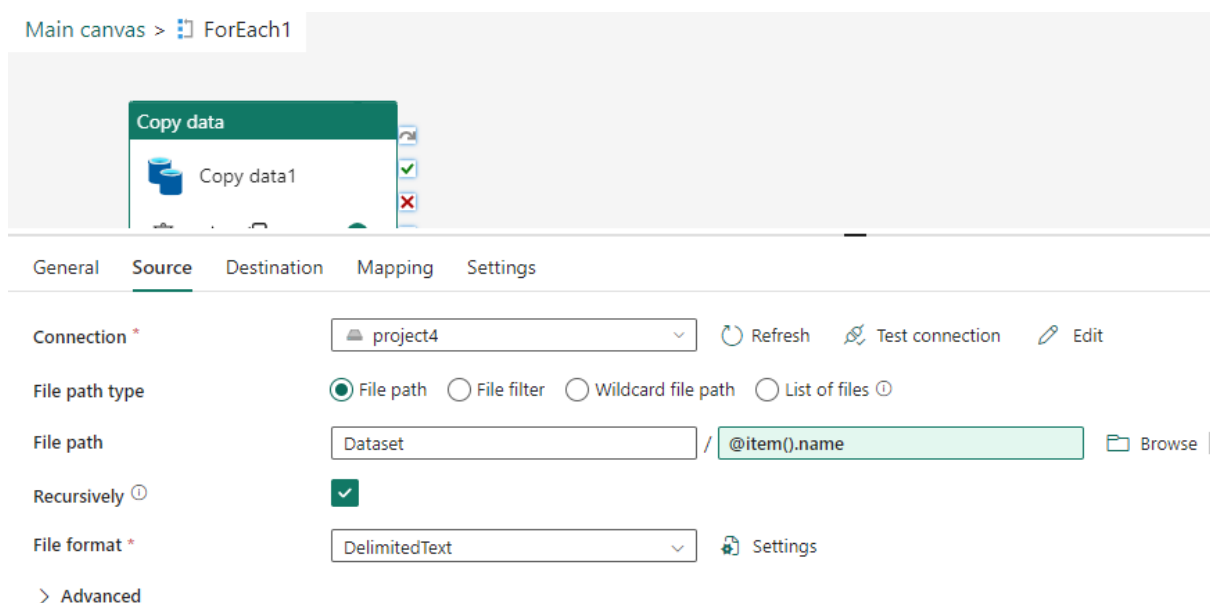 Main canvas > ForEach1
Copy data
Copy data1
General Source Destination Mapping Settings
Connection * project4 Refresh Test connection Edit
File path type File path File filter Wildcard file path List of files
File path Dataset / @item().name Browse
Recursively
File format * DelimitedText Settings
Advanced